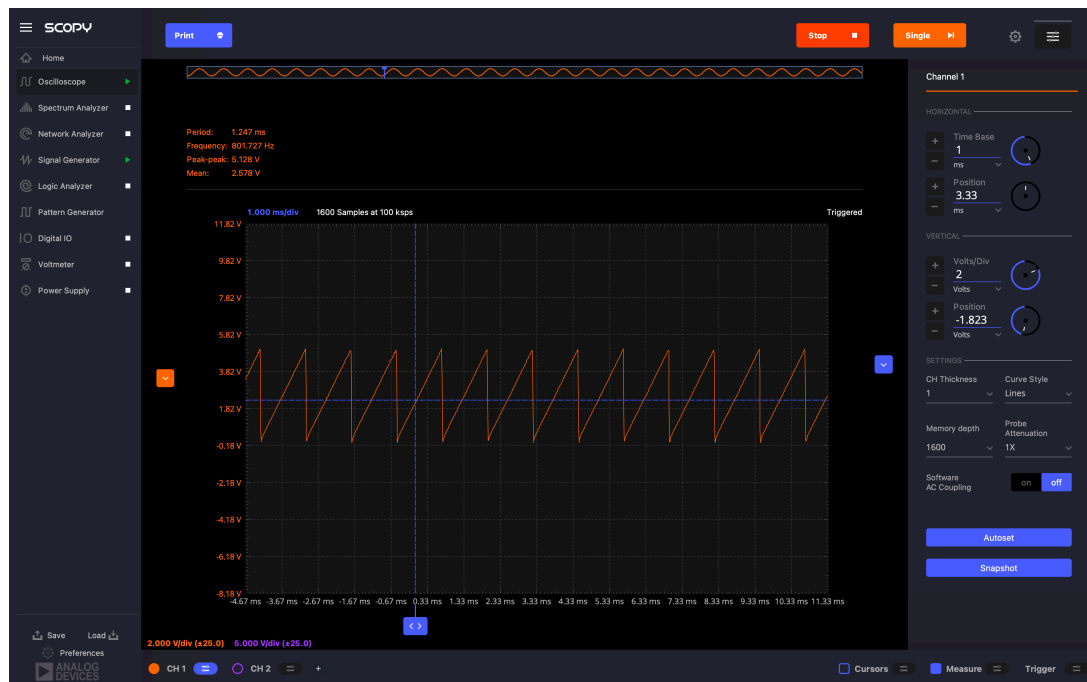 SCOPY
Print
Stop
Single
Home
Oscilloscope
Spectrum Analyzer
Network Analyzer
Signal Generator
Logic Analyzer
Pattern Generator
Digital IO
Voltmeter
Power Supply
Save Load
Preferences
ANALOG
DEVICES
Period: 1.247 ms
Frequency: 801.727 Hz
Peak-peak: 5.128 V
Mean: 2.578 V
1.000 ms/div 1600 Samples at 100 ksps Triggered
11.82 V
9.82 V
7.82 V
5.82 V
3.82 V
1.82 V
-0.18 V
-2.18 V
-4.18 V
-6.18 V
-8.18 V
-4.67 ms -3.67 ms -2.67 ms -1.67 ms -0.67 ms 0.33 ms 1.33 ms 2.33 ms 3.33 ms 4.33 ms 5.33 ms 6.33 ms 7.33 ms 8.33 ms 9.33 ms 10.33 ms 11.33 ms
2.000 V/div (±25.0) 5.000 V/div (±25.0)
CH 1 CH 2 +
Cursors Measure Trigger
Channel 1
HORIZONTAL
+ Time Base
1
- ms
+ Position
3.33
- ms
VERTICAL
+ Volts/Div
2
- Volts
+ Position
-1.823
- Volts
SETTINGS
CH Thickness Curve Style
1 Lines
Memory depth Probe Attenuation
1600 1X
Software
AC Coupling on off
Autoset
Snapshot